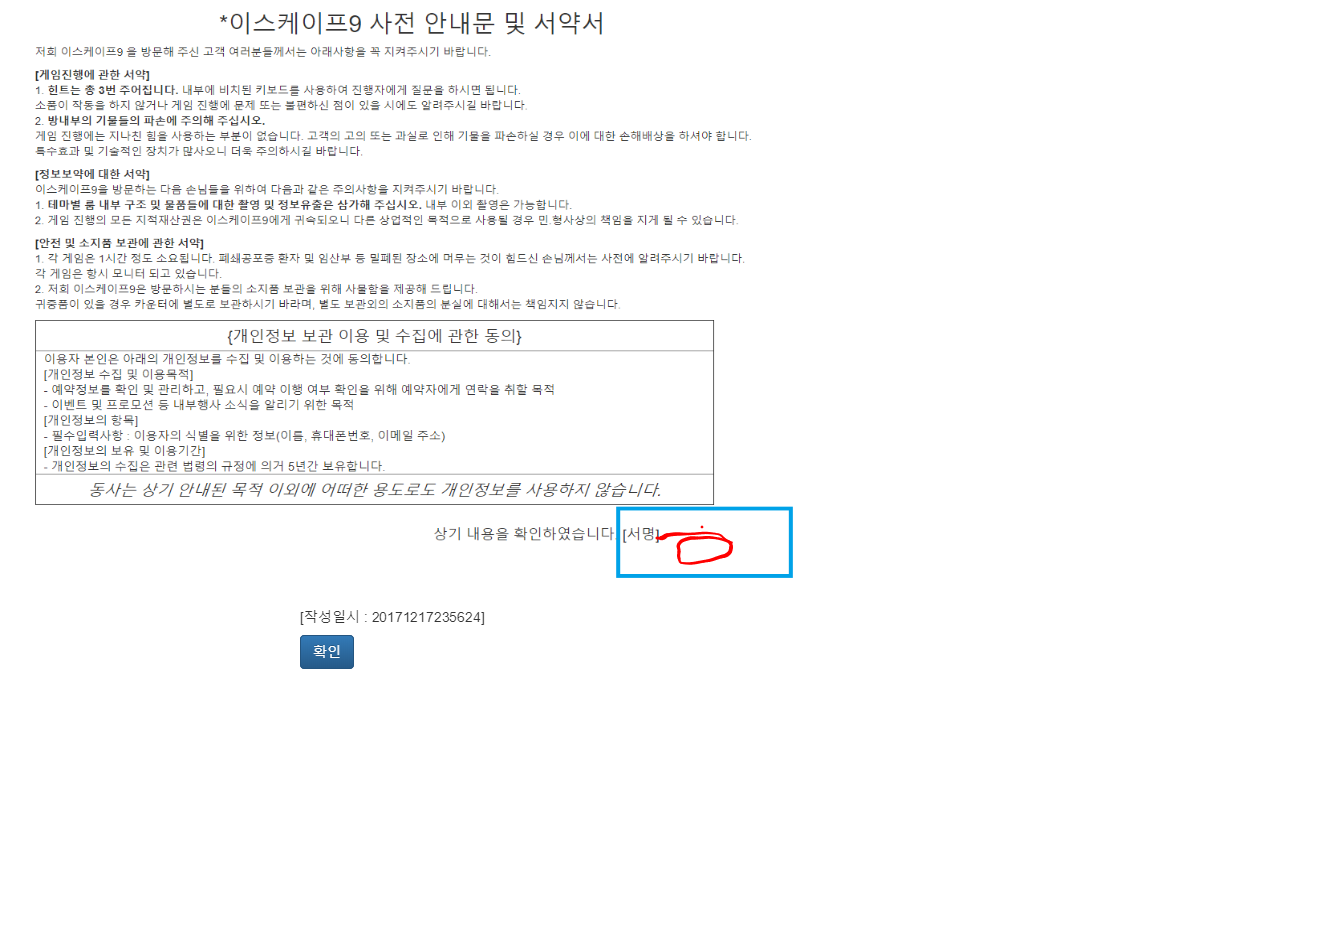 *이스케이프9 사전 안내문 및 서약서
저희 이스케이프9 을 방문해 주신 고객 여러분들께서는 아래사항을 꼭 지켜주시기 바랍니다.
[게임진행에 관한 서약]
1. 힌트는 총 3번 주어집니다. 내부에 비치된 키보드를 사용하여 진행자에게 질문을 하시면 됩니다.
소품이 작동을 하지 않거나 게임 진행에 문제 또는 불편하신 점이 있을 시에도 알려주시길 바랍니다.
2. 방내부의 기물들의 파손에 주의해 주십시오.
게임 진행에는 지나친 힘을 사용하는 부분이 없습니다. 고객의 고의 또는 과실로 인해 기물을 파손하실 경우 이에 대한 손해배상을 하셔야 합니다.
특수효과 및 기술적인 장치가 많사오니 더욱 주의하시길 바랍니다.
[정보보약에 대한 서약]
이스케이프9을 방문하는 다음 손님들을 위하여 다음과 같은 주의사항을 지켜주시기 바랍니다.
1. 테마별 룸 내부 구조 및 물품들에 대한 촬영 및 정보유출은 삼가해 주십시오. 내부 이외 촬영은 가능합니다.
2. 게임 진행의 모든 지적재산권은 이스케이프9에게 귀속되오니 다른 상업적인 목적으로 사용될 경우 민.형사상의 책임을 지게 될 수 있습니다.
[안전 및 소지품 보관에 관한 서약]
1. 각 게임은 1시간 정도 소요됩니다. 폐쇄공포증 환자 및 임산부 등 밀폐된 장소에 머무는 것이 힘드신 손님께서는 사전에 알려주시기 바랍니다.
각 게임은 항시 모니터 되고 있습니다.
2. 저희 이스케이프9은 방문하시는 분들의 소지품 보관을 위해 사물함을 제공해 드립니다.
귀중품이 있을 경우 카운터에 별도로 보관하시기 바라며, 별도 보관외의 소지품의 분실에 대해서는 책임지지 않습니다.
{개인정보 보관 이용 및 수집에 관한 동의}
이용자 본인은 아래의 개인정보를 수집 및 이용하는 것에 동의합니다.
[개인정보 수집 및 이용목적]
- 예약정보를 확인 및 관리하고, 필요시 예약 이행 여부 확인을 위해 예약자에게 연락을 취할 목적
- 이벤트 및 프로모션 등 내부행사 소식을 알리기 위한 목적
[개인정보의 항목]
- 필수입력사항 : 이용자의 식별을 위한 정보(이름, 휴대폰번호, 이메일 주소)
[개인정보의 보유 및 이용기간]
- 개인정보의 수집은 관련 법령의 규정에 의거 5년간 보유합니다.
동사는 상기 안내된 목적 이외에 어떠한 용도로도 개인정보를 사용하지 않습니다.
상기 내용을 확인하였습니다. [서명]
[작성일시 : 20171217235624]
확인